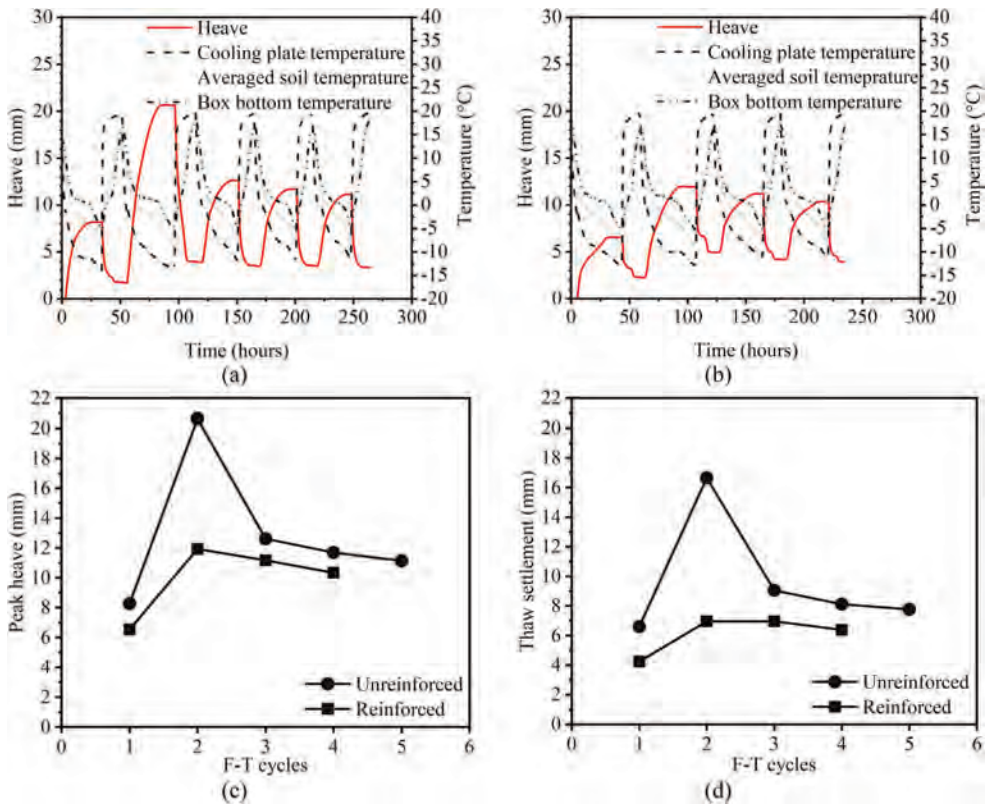 Heave
Cooling plate temperature
Averaged soil temeprature
Box bottom temperature
Heave (mm)
30
25
20
15
10
5
0
40
35
30
25
20
15
10
5
0
-5
-10
-15
-20
Temperature (°C)
0 50 100 150 200 250 300
Time (hours)
(a)
Heave
Cooling plate temperature
Averaged soil temeprature
Box bottom temperature
Heave (mm)
30
25
20
15
10
5
0
40
35
30
25
20
15
10
5
0
-5
-10
-15
-20
Temperature (°C)
0 50 100 150 200 250 300
Time (hours)
(b)
Peak heave (mm)
22
20
18
16
14
12
10
8
6
4
2
0
Unreinforced
Reinforced
0 1 2 3 4 5 6
F-T cycles
(c)
Thaw settlement (mm)
22
20
18
16
14
12
10
8
6
4
2
0
Unreinforced
Reinforced
0 1 2 3 4 5 6
F-T cycles
(d)